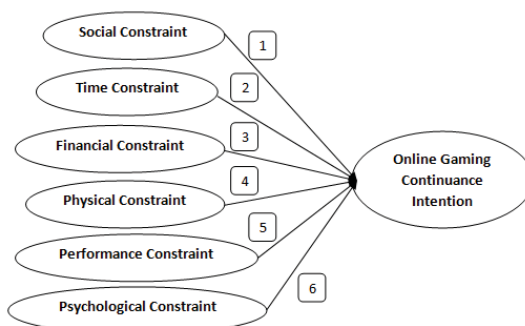 Social Constraint
1
Time Constraint
2
Financial Constraint
3
Physical Constraint
4
Performance Constraint
5
Psychological Constraint
6
Online Gaming
Continuance
Intention